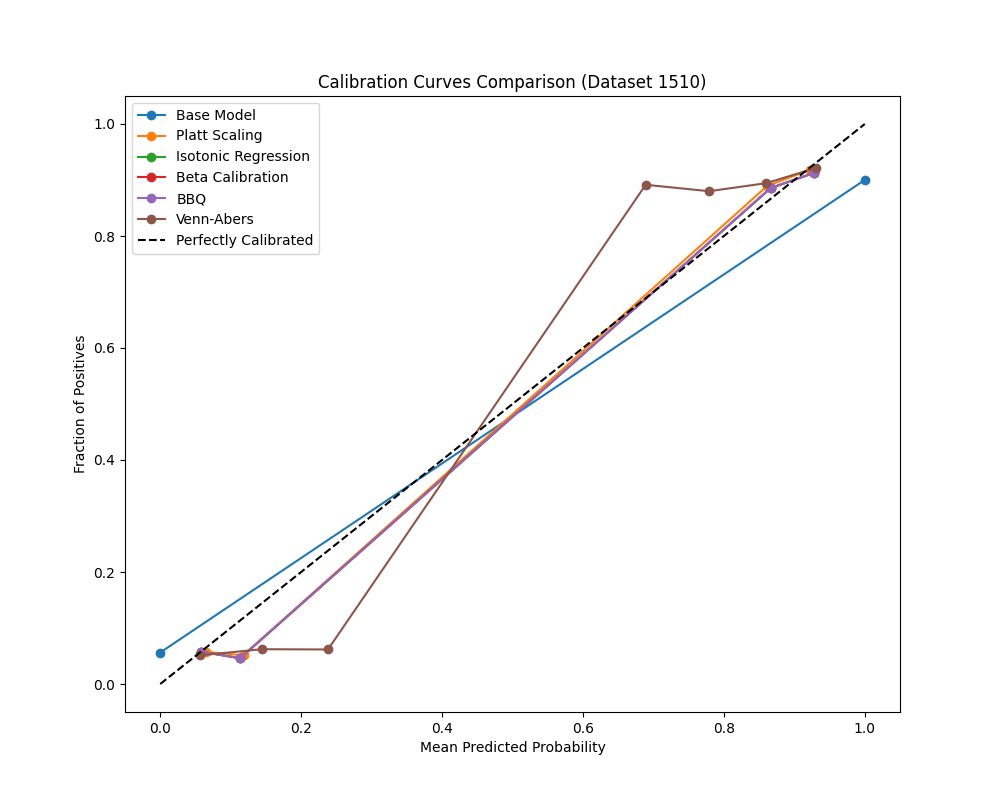 Calibration Curves Comparison (Dataset 1510)
Base Model
Platt Scaling
Isotonic Regression
Beta Calibration
BBQ
Venn-Abers
Perfectly Calibrated
1.0
0.8
0.6
0.4
0.2
0.0
Fraction of Positives
0.0 0.2 0.4 0.6 0.8 1.0
Mean Predicted Probability